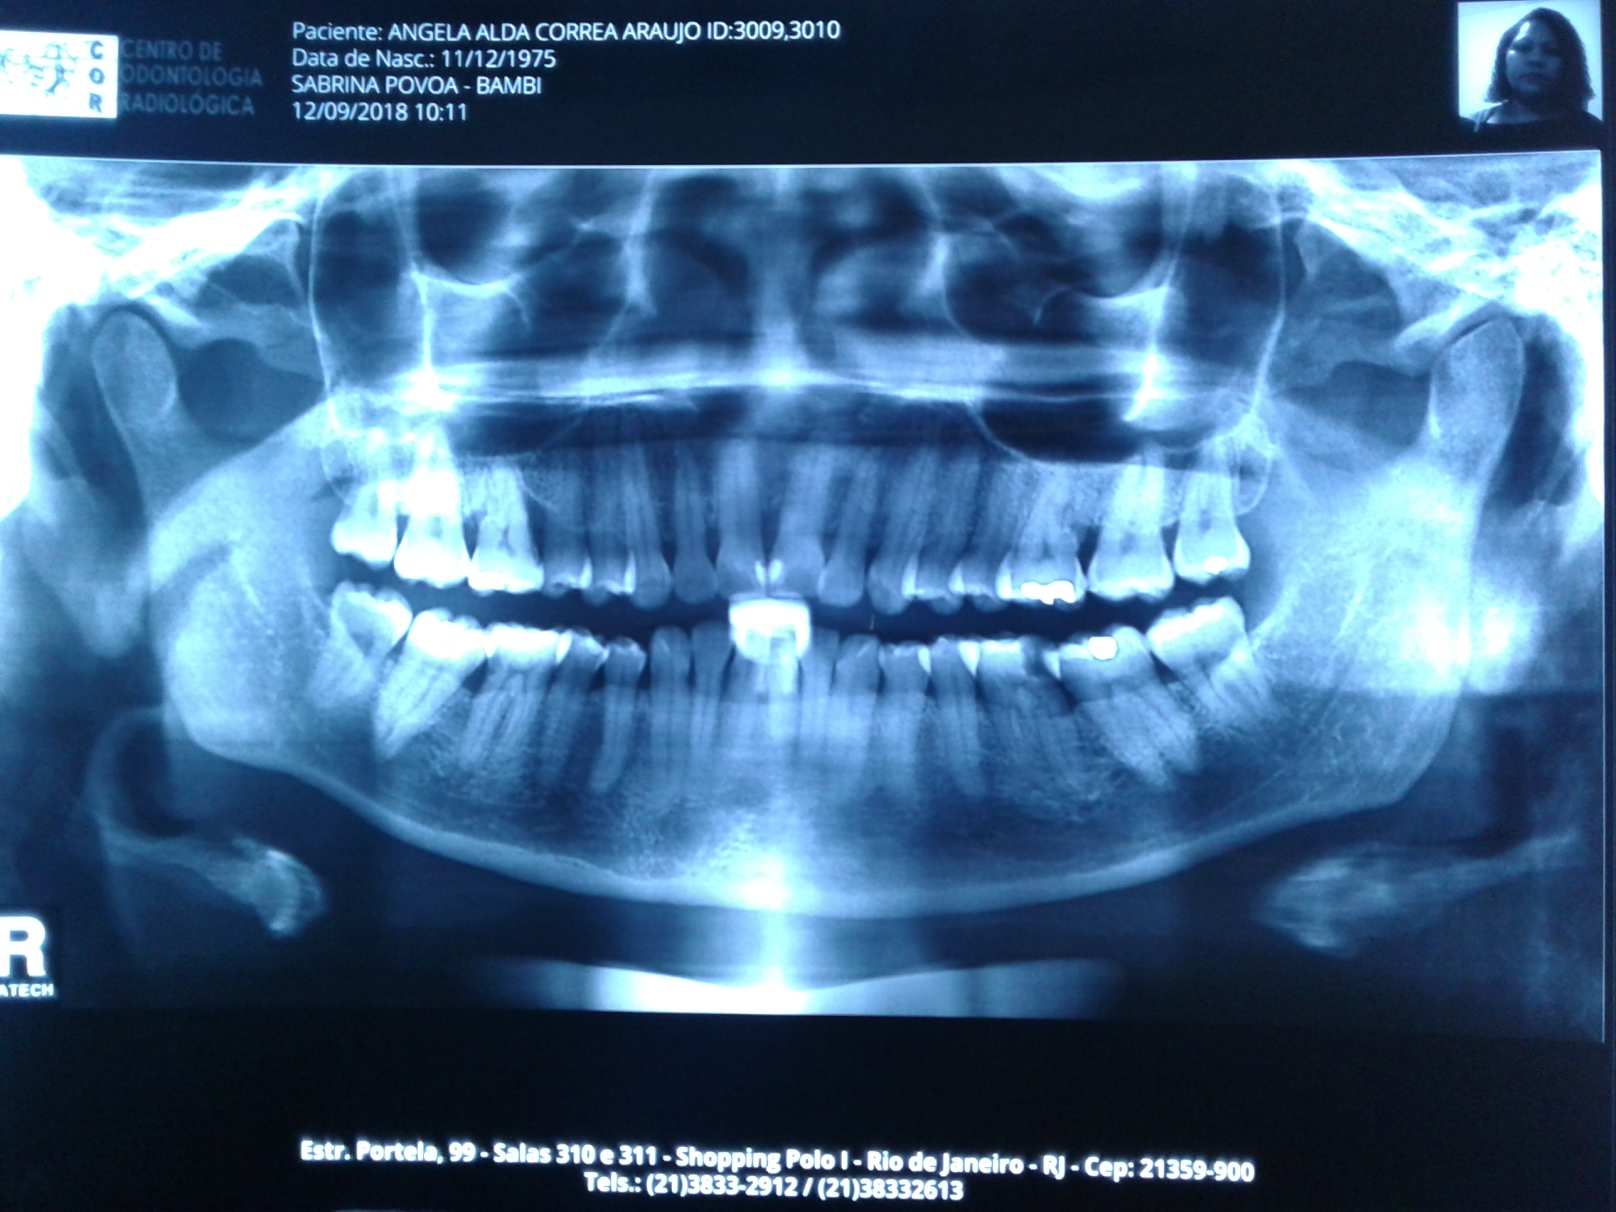 Paciente: ANGELA ALDA CORREA ARAUJO ID:3009,3010
Data de Nasc.: 11/12/1975
SABRINA POVOA - BAMBI
12/09/2018 10:11
COR
CENTRO DE
ODONTOLOGIA
RADIOLÓGICA
R
ATECH
Estr. Portela, 99 - Salas 310 e 311 - Shopping Polo I - Rio de Janeiro - RJ - Cep: 21359-900
Tels.: (21)3833-2912 / (21)38332613